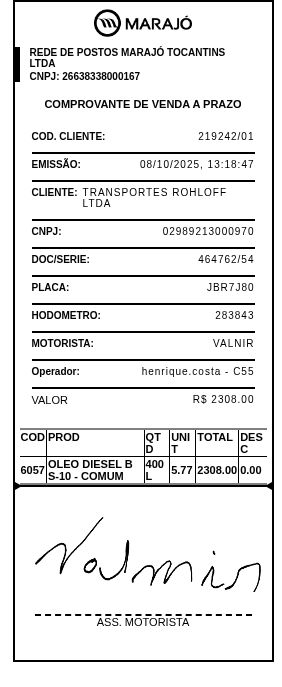 MARAJÓ
REDE DE POSTOS MARAJÓ TOCANTINS
LTDA
CNPJ: 26638338000167
COMPROVANTE DE VENDA A PRAZO
COD. CLIENTE: 219242/01
EMISSÃO: 08/10/2025, 13:18:47
CLIENTE: TRANSPORTES ROHLOFF
LTDA
CNPJ: 02989213000970
DOC/SERIE: 464762/54
PLACA: JBR7J80
HODOMETRO: 283843
MOTORISTA: VALNIR
Operador: henrique.costa - C55
VALOR R$ 2308.00
COD PROD QT UNI TOTAL DES
D T C
6057 OLEO DIESEL B 400 5.77 2308.00 0.00
S-10 - COMUM L
Valmir
ASS. MOTORISTA